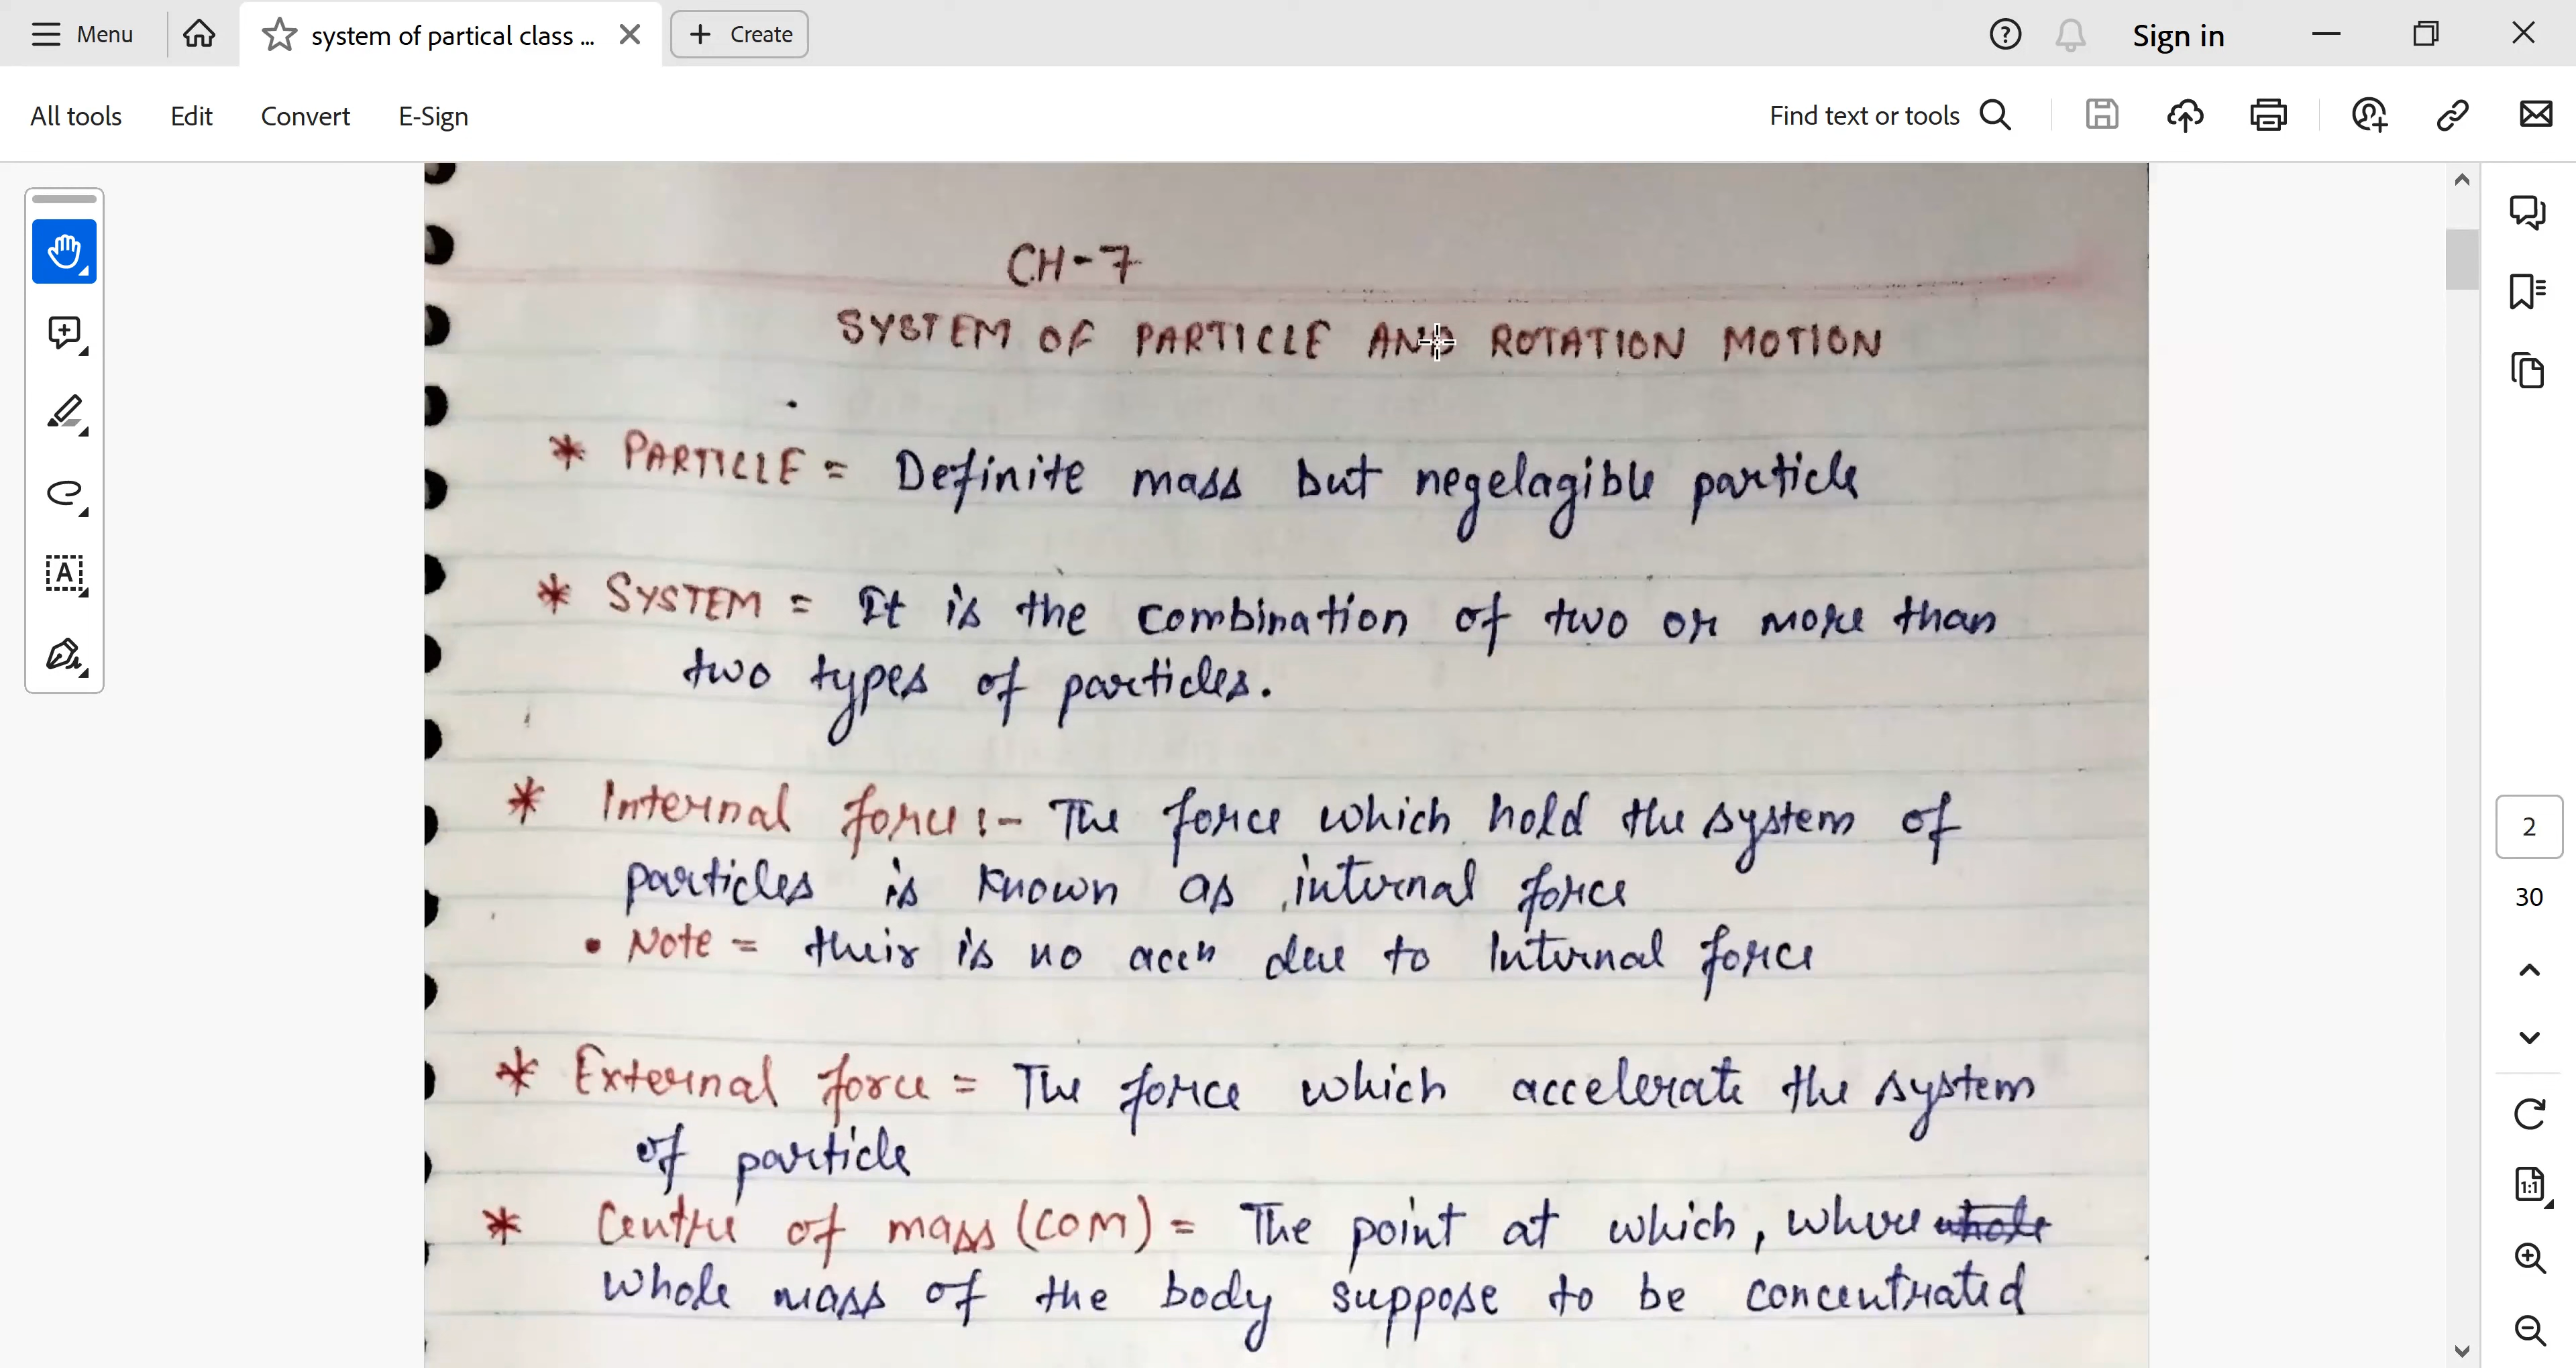 Menu
system of partical class ...
Create
Sign in
All tools
Edit
Convert
E-Sign
Find text or tools
CH-7
SYSTEM OF PARTICLE AND ROTATION MOTION
* PARTICLE = Definite mass but negelagible particle
* SYSTEM = It is the combination of two or more than
two types of particles.
* Internal force :- The force which hold the system of
particles is known as internal force
• Note = their is no accn due to Internal force
* External force = The force which accelerate the system
of particle
* Centre of mass (COM) = The point at which, where whole
whole mass of the body suppose to be concentrated
2
30
1:1